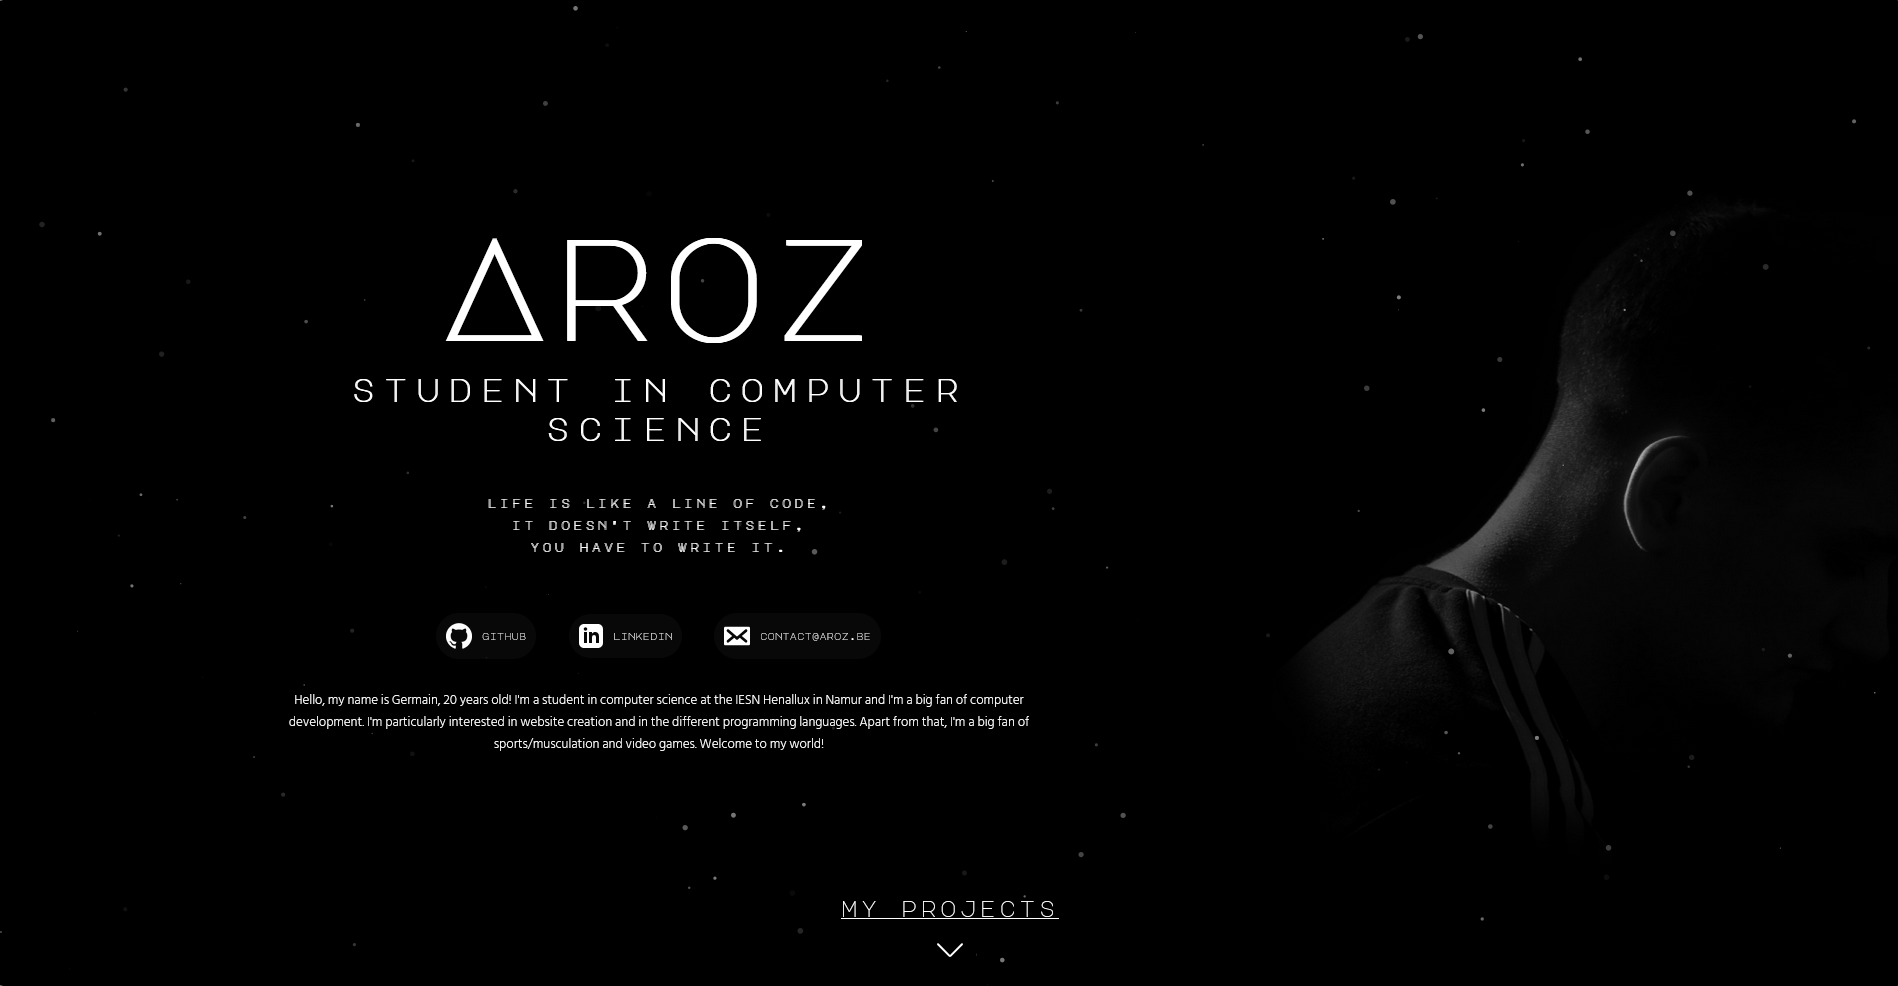 AROZ
STUDENT IN COMPUTER
SCIENCE
LIFE IS LIKE A LINE OF CODE,
IT DOESN'T WRITE ITSELF,
YOU HAVE TO WRITE IT.
GITHUB
LINKEDIN
CONTACT@AROZ.BE
Hello, my name is Germain, 20 years old! I'm a student in computer science at the IESN Henallux in Namur and I'm a big fan of computer
development. I'm particularly interested in website creation and in the different programming languages. Apart from that, I'm a big fan of
sports/musculation and video games. Welcome to my world!
MY PROJECTS